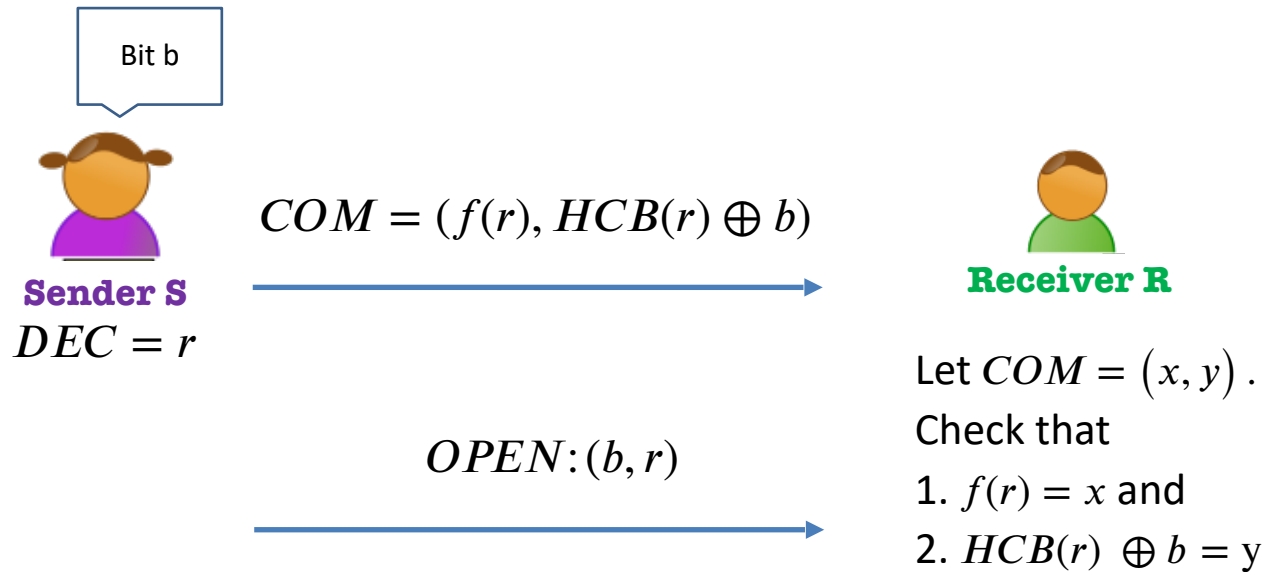 Bit b
COM = (f(r), HCB(r) ⊕ b)
Sender S
Receiver R
DEC = r
Let COM = (x, y) .
Check that
OPEN: (b, r)
1. f(r) = x and
2. HCB(r) ⊕ b = y